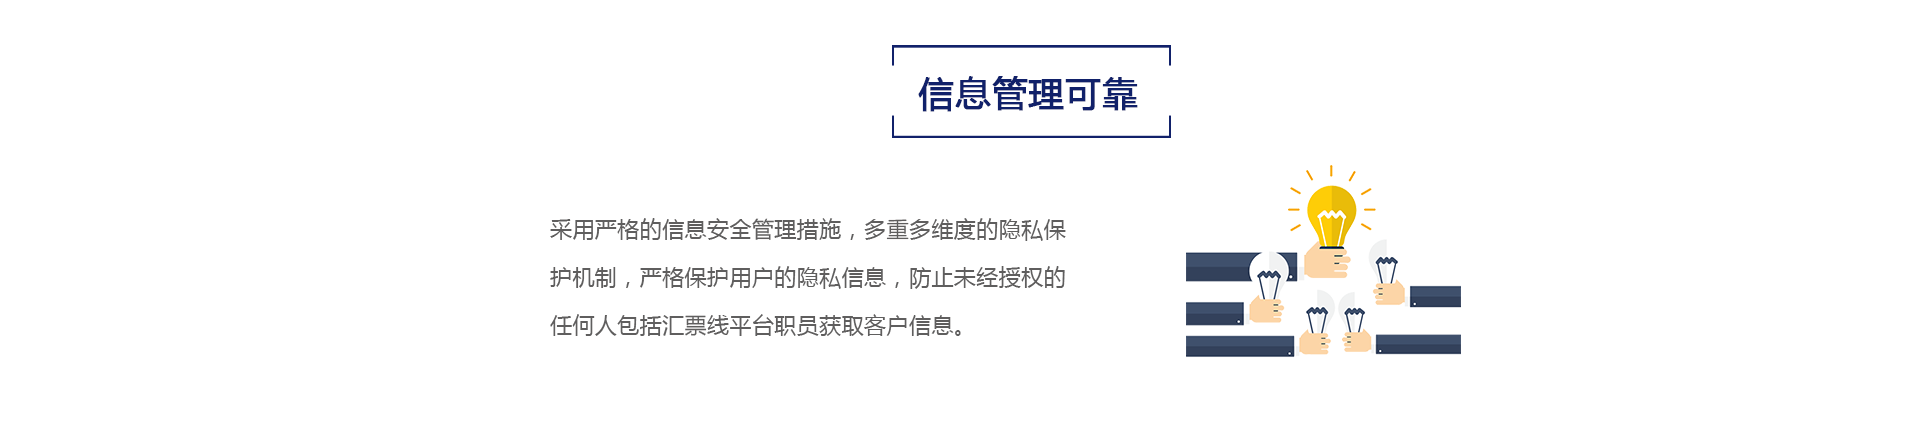 信息管理可靠
采用严格的信息安全管理措施，多重多维度的隐私保
护机制，严格保护用户的隐私信息，防止未经授权的
任何人包括汇票线平台职员获取客户信息。